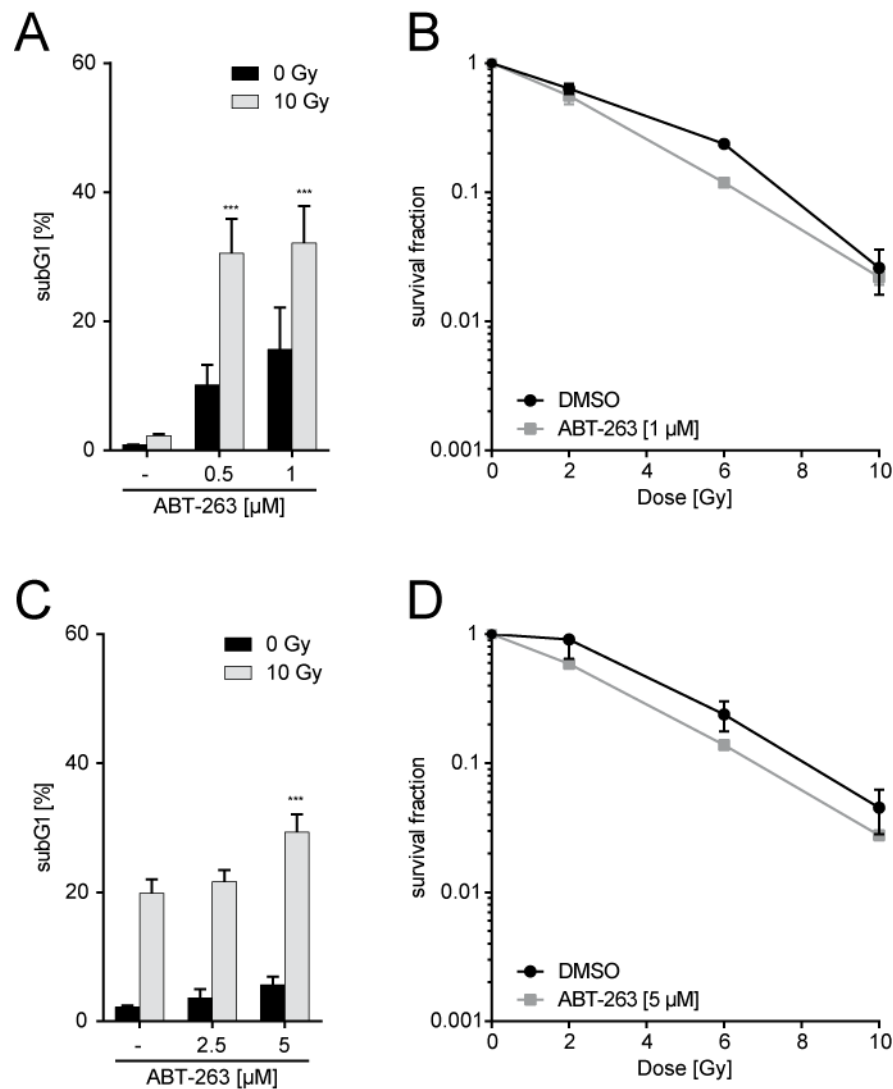 A
60
40
20
0
subG1 [%]
0 Gy
10 Gy
***
***
- 0.5 1
ABT-263 [µM]
B
1
0.1
0.01
0.001
survival fraction
DMSO
ABT-263 [1 µM]
0 2 4 6 8 10
Dose [Gy]
C
60
40
20
0
subG1 [%]
0 Gy
10 Gy
***
- 2.5 5
ABT-263 [µM]
D
1
0.1
0.01
0.001
survival fraction
DMSO
ABT-263 [5 µM]
0 2 4 6 8 10
Dose [Gy]